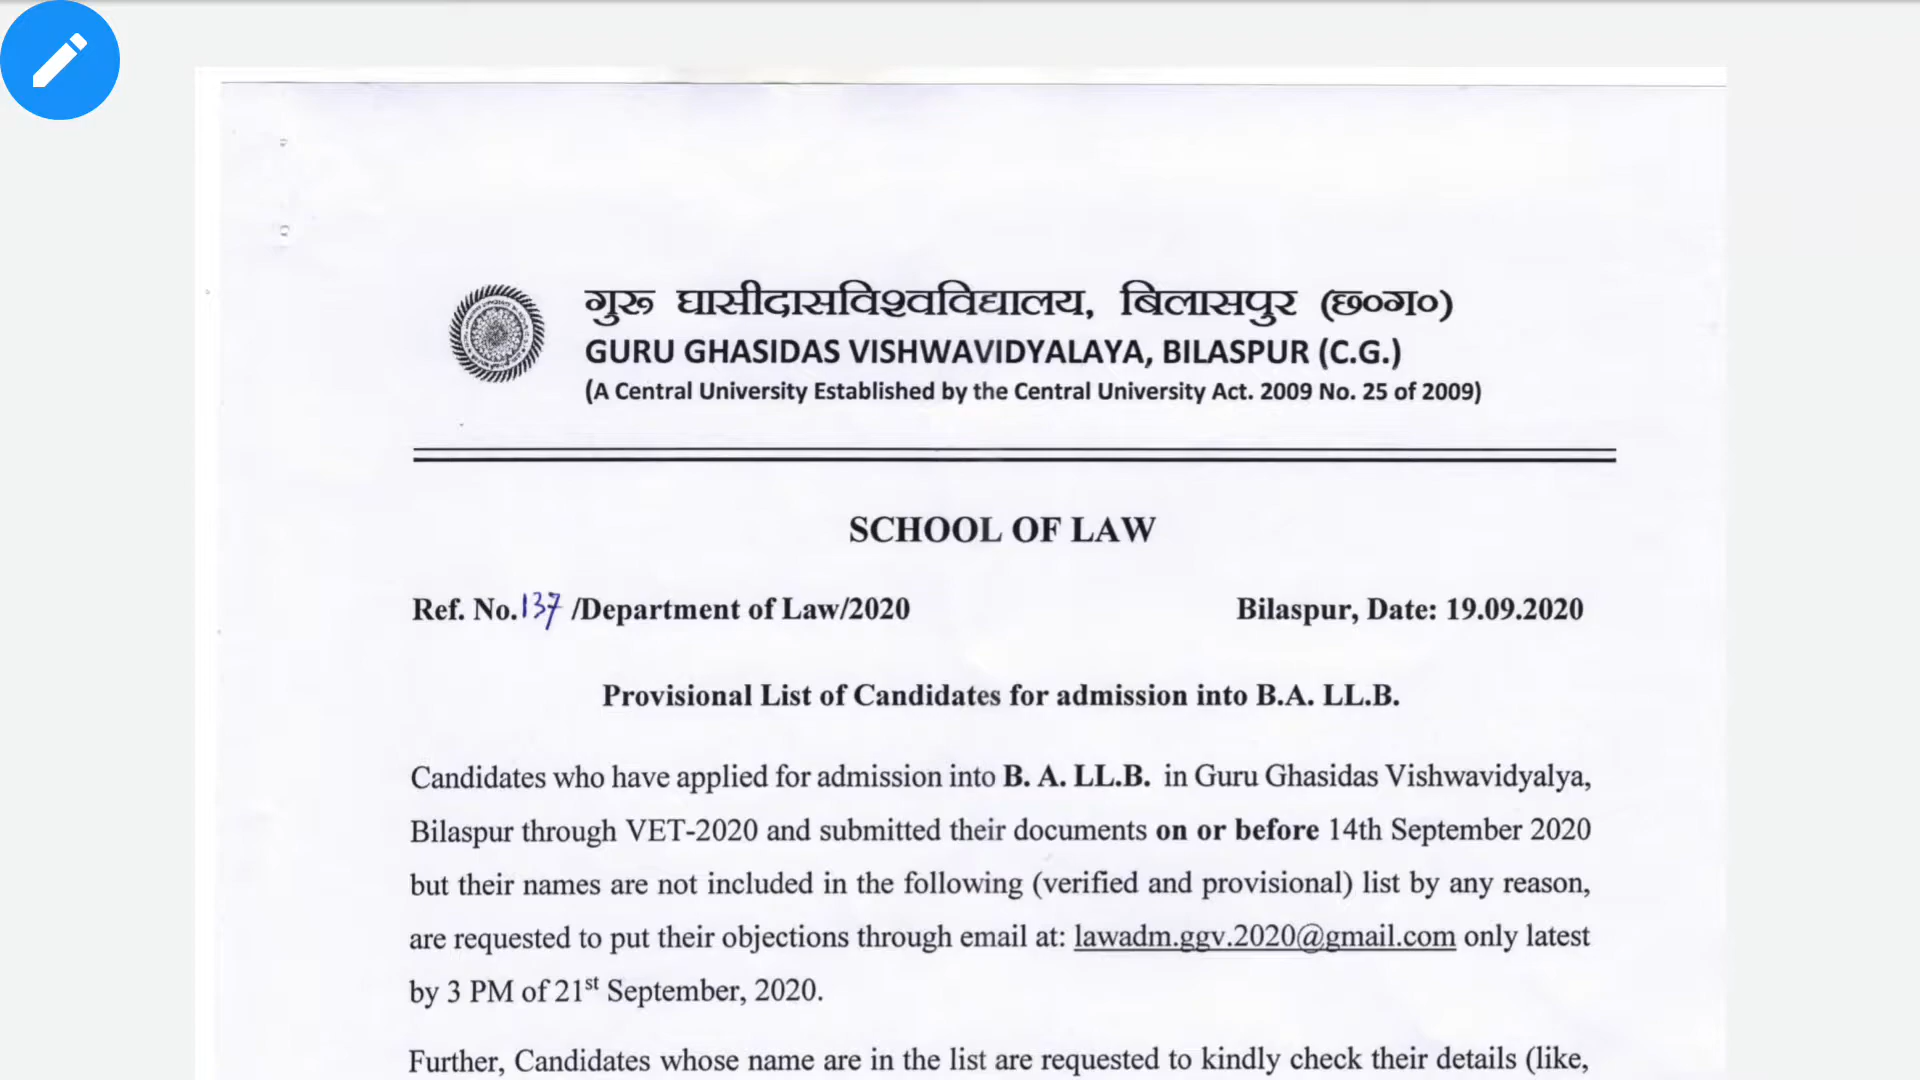 गुरु घासीदासविश्वविद्यालय, बिलासपुर (छ०ग०)
GURU GHASIDAS VISHWAVIDYALAYA, BILASPUR (C.G.)
(A Central University Established by the Central University Act. 2009 No. 25 of 2009)
SCHOOL OF LAW
Ref. No.137 /Department of Law/2020 Bilaspur, Date: 19.09.2020
Provisional List of Candidates for admission into B.A. LL.B.
Candidates who have applied for admission into B. A. LL.B. in Guru Ghasidas Vishwavidyalya,
Bilaspur through VET-2020 and submitted their documents on or before 14th September 2020
but their names are not included in the following (verified and provisional) list by any reason,
are requested to put their objections through email at: lawadm.ggv.2020@gmail.com only latest
by 3 PM of 21st September, 2020.
Further, Candidates whose name are in the list are requested to kindly check their details (like,